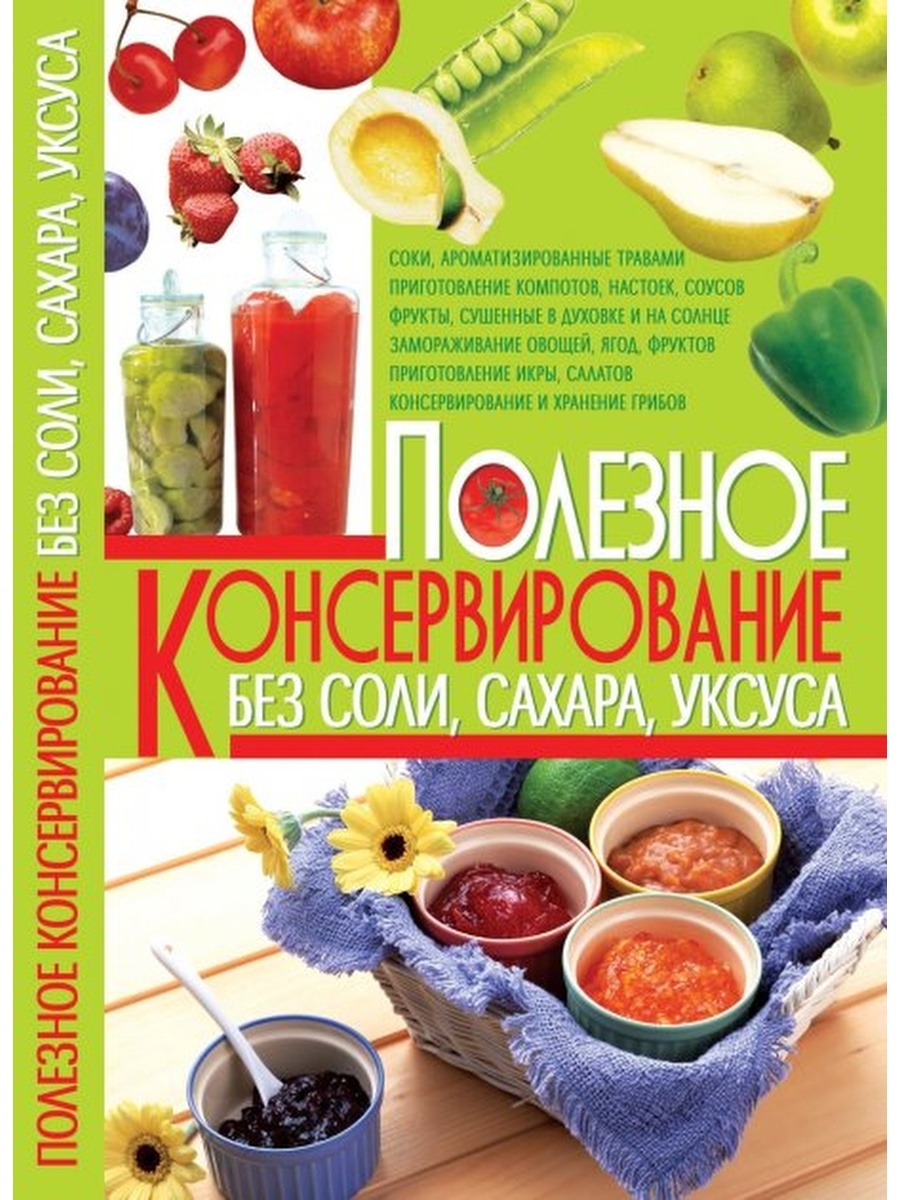 ПОЛЕЗНОЕ КОНСЕРВИРОВАНИЕ БЕЗ СОЛИ, САХАРА, УКСУСА
СОКИ, АРОМАТИЗИРОВАННЫЕ ТРАВАМИ
ПРИГОТОВЛЕНИЕ КОМПОТОВ, НАСТОЕК, СОУСОВ
ФРУКТЫ, СУШЕННЫЕ В ДУХОВКЕ И НА СОЛНЦЕ
ЗАМОРАЖИВАНИЕ ОВОЩЕЙ, ЯГОД, ФРУКТОВ
ПРИГОТОВЛЕНИЕ ИКРЫ, САЛАТОВ
КОНСЕРВИРОВАНИЕ И ХРАНЕНИЕ ГРИБОВ
ПОЛЕЗНОЕ
КОНСЕРВИРОВАНИЕ
БЕЗ СОЛИ, САХАРА, УКСУСА